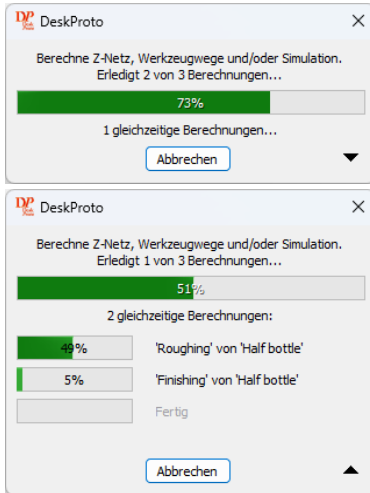 DP DeskProto
Berechne Z-Netz, Werkzeugwege und/oder Simulation.
Erledigt 2 von 3 Berechnungen...
73%
1 gleichzeitige Berechnungen...
Abbrechen
DP DeskProto
Berechne Z-Netz, Werkzeugwege und/oder Simulation.
Erledigt 1 von 3 Berechnungen...
51%
2 gleichzeitige Berechnungen:
49% 'Roughing' von 'Half bottle'
5% 'Finishing' von 'Half bottle'
Fertig
Abbrechen